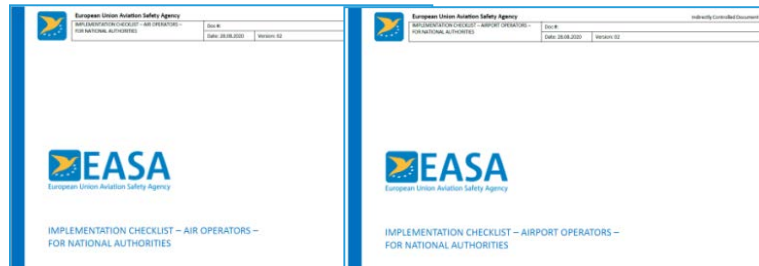 European Union Aviation Safety Agency
IMPLEMENTATION CHECKLIST – AIR OPERATORS –
FOR NATIONAL AUTHORITIES
Doc #:
Date: 28.08.2020 Version: 02
EASA
European Union Aviation Safety Agency
IMPLEMENTATION CHECKLIST – AIR OPERATORS –
FOR NATIONAL AUTHORITIES
European Union Aviation Safety Agency
Indirectly Controlled Document
IMPLEMENTATION CHECKLIST – AIRPORT OPERATORS –
FOR NATIONAL AUTHORITIES
Doc #:
Date: 28.08.2020 Version: 02
EASA
European Union Aviation Safety Agency
IMPLEMENTATION CHECKLIST – AIRPORT OPERATORS –
FOR NATIONAL AUTHORITIES